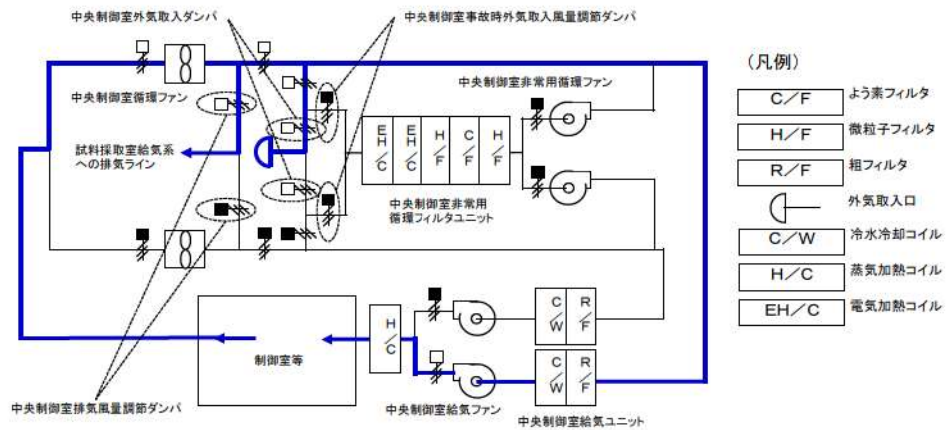 中央制御室外気取入ダンパ
中央制御室事故時外気取入風量調節ダンパ
中央制御室循環ファン
中央制御室非常用循環ファン
試料採取室給気系
への排気ライン
EH/C
EH/C
H/F
C/F
H/F
中央制御室非常用
循環フィルタユニット
制御室等
H/C
C/W
R/F
C/W
R/F
中央制御室排気風量調節ダンパ
中央制御室給気ファン
中央制御室給気ユニット
(凡例)
C/F
よう素フィルタ
H/F
微粒子フィルタ
R/F
粗フィルタ
外気取入口
C/W
冷水冷却コイル
H/C
蒸気加熱コイル
EH/C
電気加熱コイル